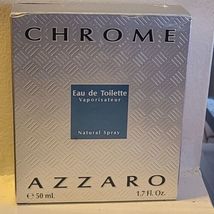 CHROME
Eau de Toilette
Vaporisateur
Natural Spray
AZZARO
℮ 50 ml. 1.7 Fl. Oz.